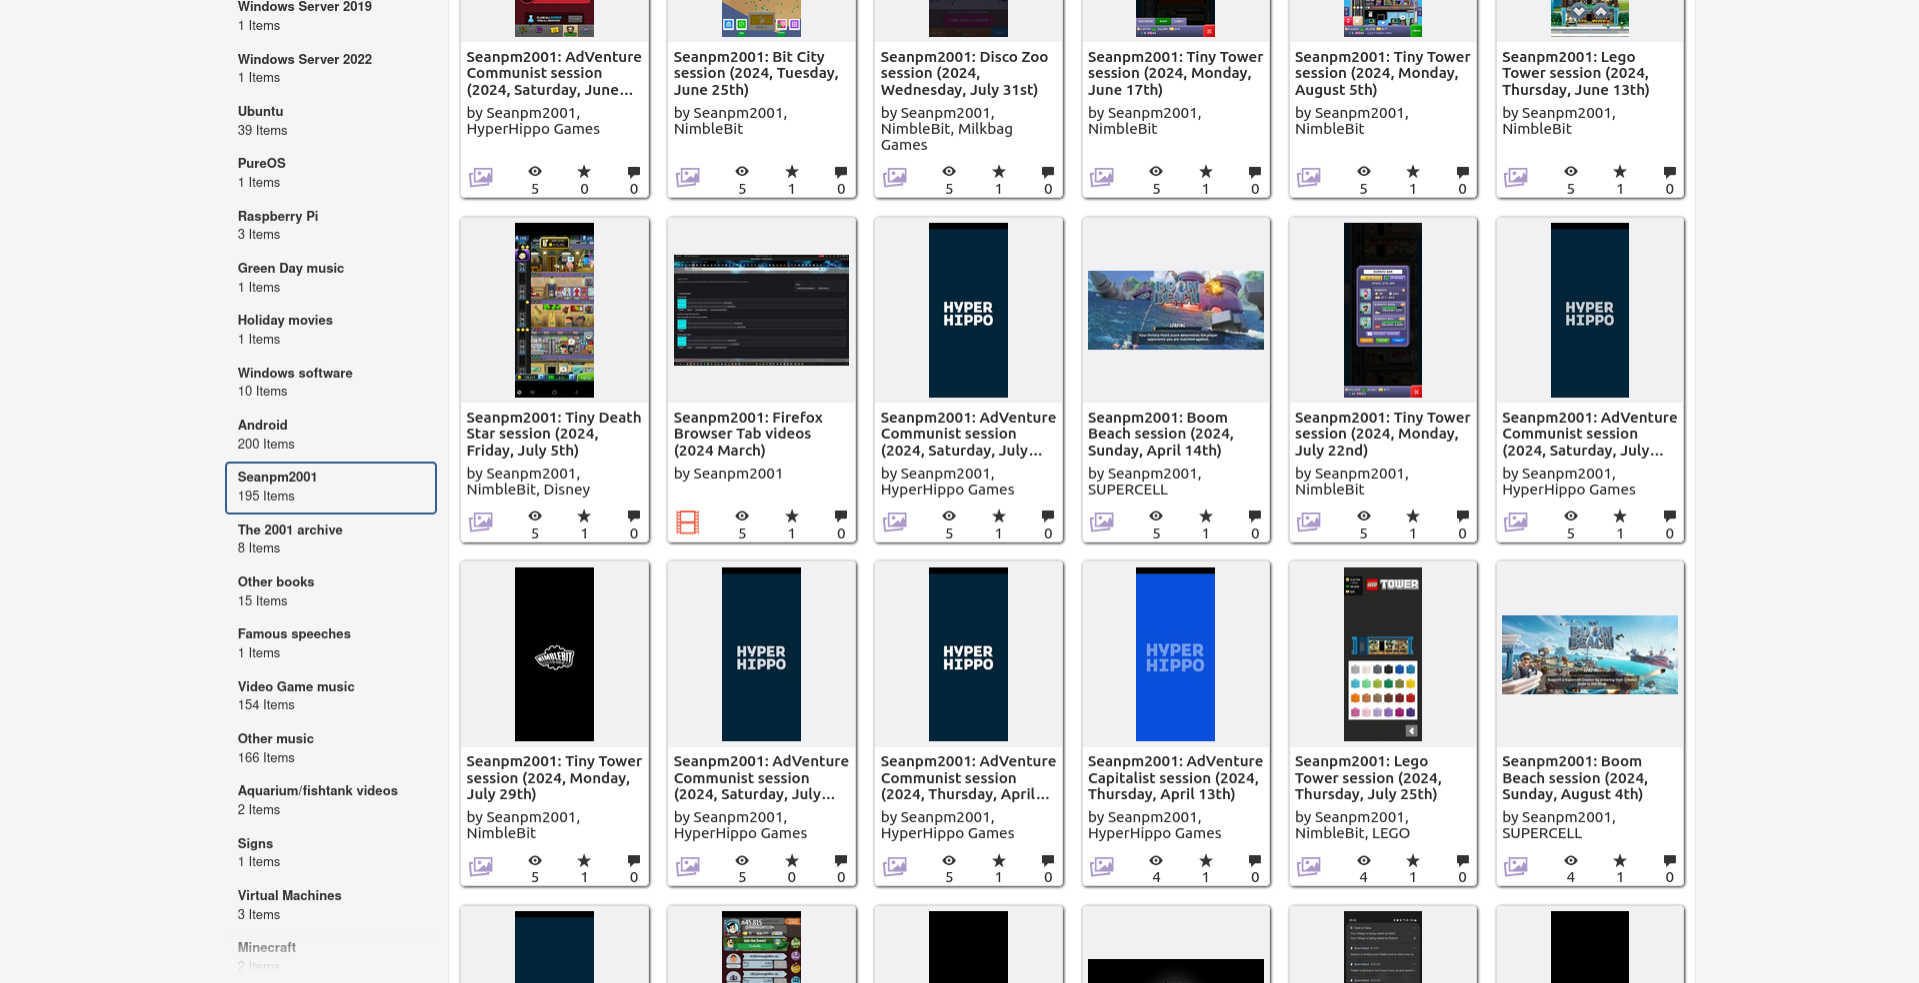 Windows Server 2019
1 Items
Windows Server 2022
1 Items
Ubuntu
39 Items
PureOS
1 Items
Raspberry Pi
3 Items
Green Day music
1 Items
Holiday movies
1 Items
Windows software
10 Items
Android
200 Items
Seanpm2001
195 Items
The 2001 archive
8 Items
Other books
15 Items
Famous speeches
1 Items
Video Game music
154 Items
Other music
166 Items
Aquarium/fishtank videos
2 Items
Signs
1 Items
Virtual Machines
3 Items
Minecraft
2 Items
Seanpm2001: AdVenture
Communist session
(2024, Saturday, June...
by Seanpm2001,
HyperHippo Games
5
0
0
Seanpm2001: Bit City
session (2024, Tuesday,
June 25th)
by Seanpm2001,
NimbleBit
5
1
0
Seanpm2001: Disco Zoo
session (2024,
Wednesday, July 31st)
by Seanpm2001,
NimbleBit, Milkbag
Games
5
1
0
Seanpm2001: Tiny Tower
session (2024, Monday,
June 17th)
by Seanpm2001,
NimbleBit
5
1
0
Seanpm2001: Tiny Tower
session (2024, Monday,
August 5th)
by Seanpm2001,
NimbleBit
5
1
0
Seanpm2001: Lego
Tower session (2024,
Thursday, June 13th)
by Seanpm2001,
NimbleBit
5
1
0
Seanpm2001: Tiny Death
Star session (2024,
Friday, July 5th)
by Seanpm2001,
NimbleBit, Disney
5
1
0
Seanpm2001: Firefox
Browser Tab videos
(2024 March)
by Seanpm2001
5
1
0
HYPER
HIPPO
Seanpm2001: AdVenture
Communist session
(2024, Saturday, July...
by Seanpm2001,
HyperHippo Games
5
1
0
BOOM
BEACH
Seanpm2001: Boom
Beach session (2024,
Sunday, April 14th)
by Seanpm2001,
SUPERCELL
5
1
0
Seanpm2001: Tiny Tower
session (2024, Monday,
July 22nd)
by Seanpm2001,
NimbleBit
5
1
0
HYPER
HIPPO
Seanpm2001: AdVenture
Communist session
(2024, Saturday, July...
by Seanpm2001,
HyperHippo Games
5
1
0
NIMBLEBIT
Seanpm2001: Tiny Tower
session (2024, Monday,
July 29th)
by Seanpm2001,
NimbleBit
5
1
0
HYPER
HIPPO
Seanpm2001: AdVenture
Communist session
(2024, Saturday, July...
by Seanpm2001,
HyperHippo Games
5
0
0
HYPER
HIPPO
Seanpm2001: AdVenture
Communist session
(2024, Thursday, April...
by Seanpm2001,
HyperHippo Games
5
1
0
HYPER
HIPPO
Seanpm2001: AdVenture
Capitalist session (2024,
Thursday, April 13th)
by Seanpm2001,
HyperHippo Games
4
1
0
LEGO TOWER
Seanpm2001: Lego
Tower session (2024,
Thursday, July 25th)
by Seanpm2001,
NimbleBit, LEGO
4
1
0
BOOM
BEACH
Seanpm2001: Boom
Beach session (2024,
Sunday, August 4th)
by Seanpm2001,
SUPERCELL
4
1
0